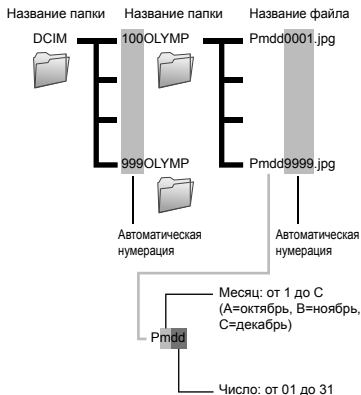 Название папки Название папки Название файла
DCIM 100OLYMP Pmdd0001.jpg
999OLYMP Pmdd9999.jpg
Автоматическая нумерация Автоматическая нумерация
Месяц: от 1 до C
(A=октябрь, B=ноябрь,
C=декабрь)
Pmdd
Число: от 01 до 31